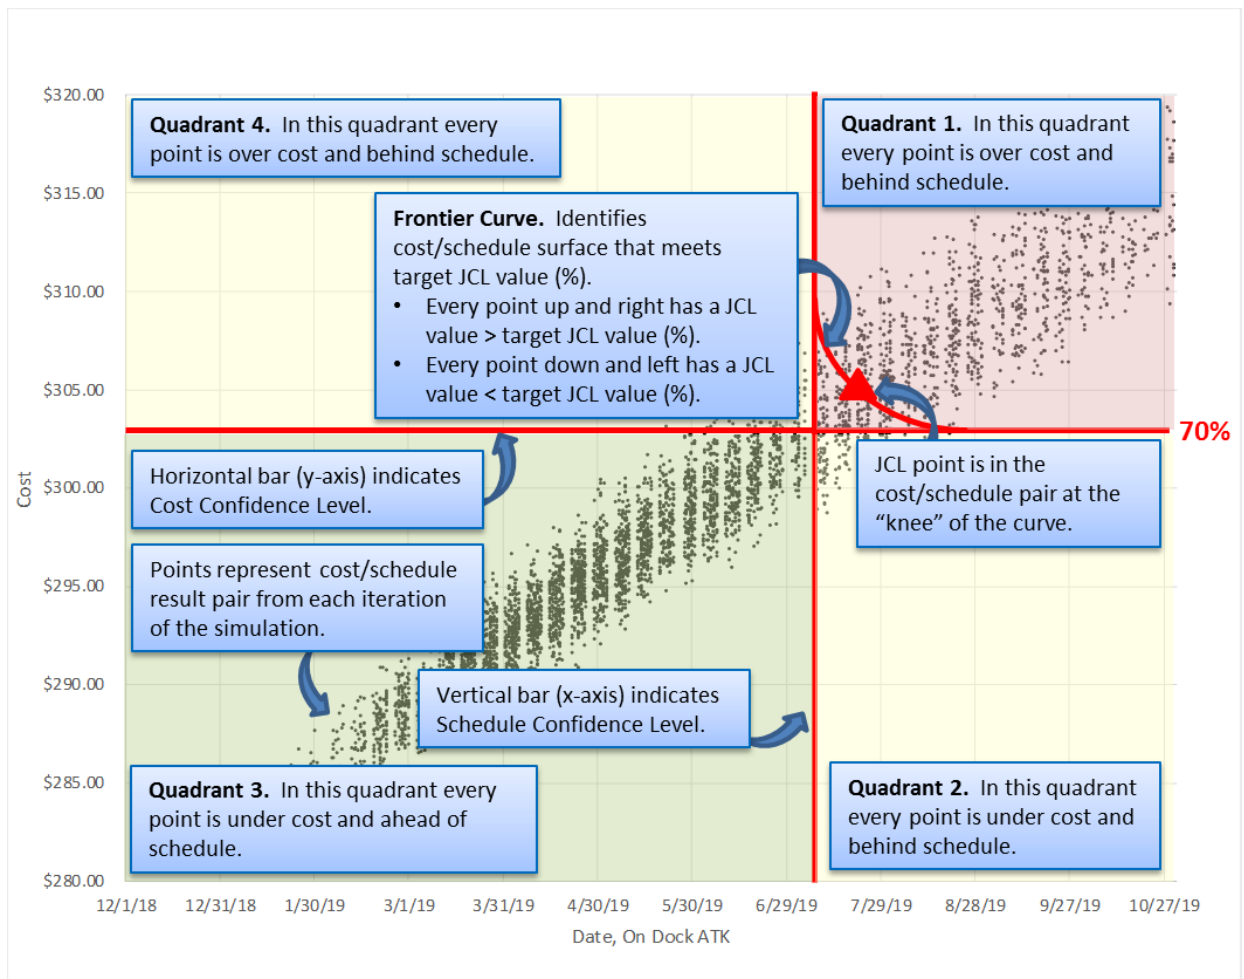 $320.00
$315.00
$310.00
$305.00
$300.00
$295.00
$290.00
$285.00
$280.00
Cost
Quadrant 4. In this quadrant every
point is over cost and behind schedule.
Quadrant 1. In this quadrant
every point is over cost and
behind schedule.
Frontier Curve. Identifies
cost/schedule surface that meets
target JCL value (%).
• Every point up and right has a JCL
value > target JCL value (%).
• Every point down and left has a JCL
value < target JCL value (%).
70%
Horizontal bar (y-axis) indicates
Cost Confidence Level.
JCL point is in the
cost/schedule pair at the
“knee” of the curve.
Points represent cost/schedule
result pair from each iteration
of the simulation.
Vertical bar (x-axis) indicates
Schedule Confidence Level.
Quadrant 3. In this quadrant every
point is under cost and ahead of
schedule.
Quadrant 2. In this quadrant
every point is under cost and
behind schedule.
12/1/18 12/31/18 1/30/19 3/1/19 3/31/19 4/30/19 5/30/19 6/29/19 7/29/19 8/28/19 9/27/19 10/27/19
Date, On Dock ATK